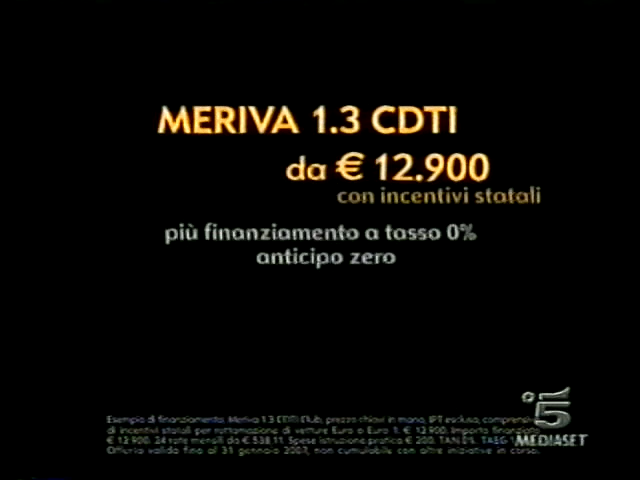 MERIVA 1.3 CDTI
da € 12.900
con incentivi statali
più finanziamento a tasso 0%
anticipo zero
Esempio di finanziamento: Meriva 1.3 CDTI Club, prezzo chiavi in mano, IPT esclusa, comprensivo
di incentivi statali per rottamazione di vetture Euro 0 Euro 1. € 12.900. Importo finanziato
€ 12.900. 24 rate mensili da € 538,11. Spese istruzione pratica € 200. TAN 0%. TAEG
Offerta valida fino al 31 gennaio 2007, non cumulabile con altre iniziative in corso.
5
MEDIASET